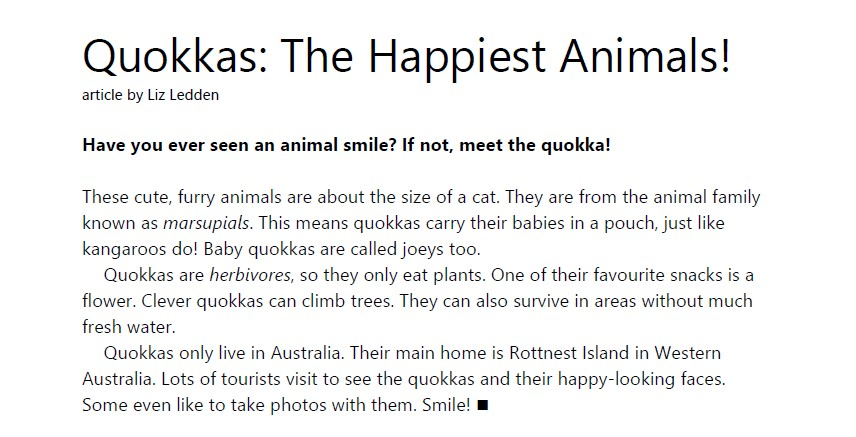 Quokkas: The Happiest Animals!
article by Liz Ledden
Have you ever seen an animal smile? If not, meet the quokka!
These cute, furry animals are about the size of a cat. They are from the animal family
known as marsupials. This means quokkas carry their babies in a pouch, just like
kangaroos do! Baby quokkas are called joeys too.
Quokkas are herbivores, so they only eat plants. One of their favourite snacks is a
flower. Clever quokkas can climb trees. They can also survive in areas without much
fresh water.
Quokkas only live in Australia. Their main home is Rottnest Island in Western
Australia. Lots of tourists visit to see the quokkas and their happy-looking faces.
Some even like to take photos with them. Smile! ■